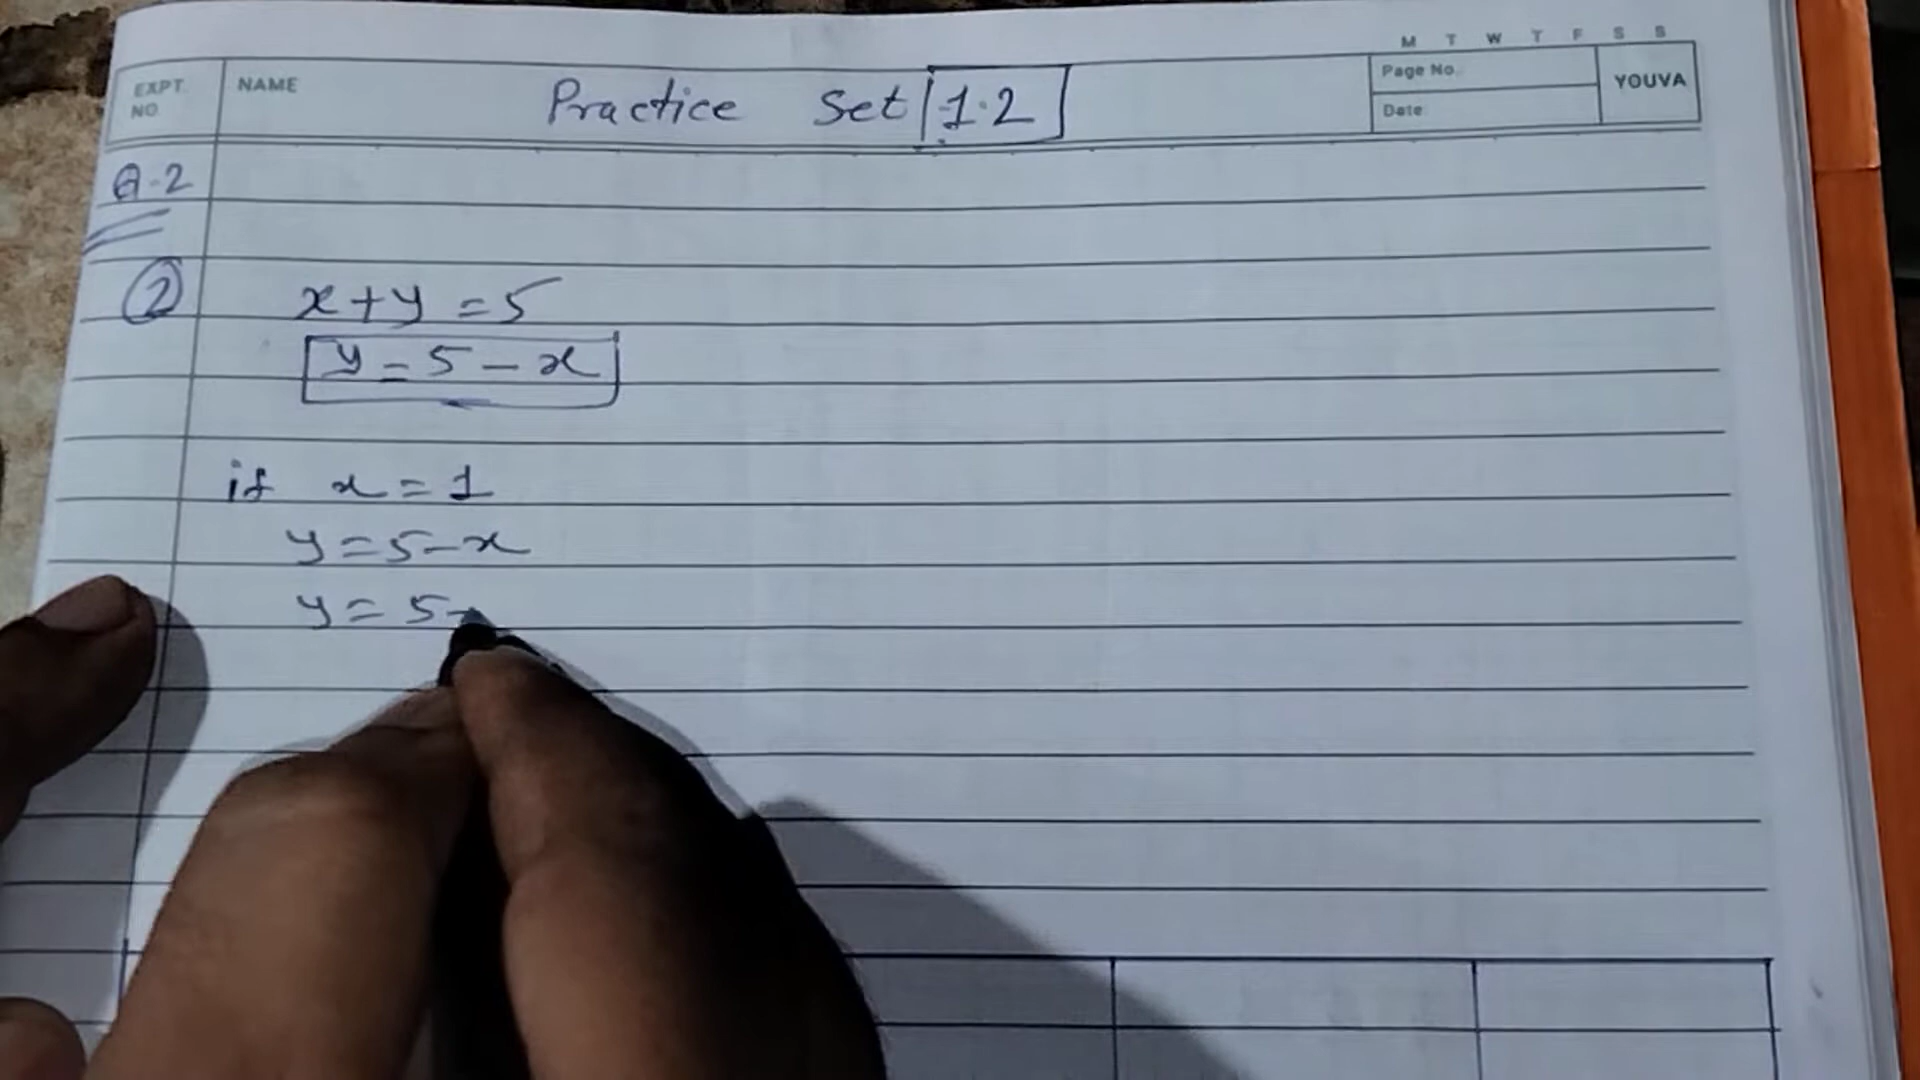 M T W T F S S
EXPT. NO.
NAME
Practice Set 1.2
Page No.
Date
YOUVA
Q.2
2
x+y=5
y=5-x
if x=1
y=5-x
y=5-